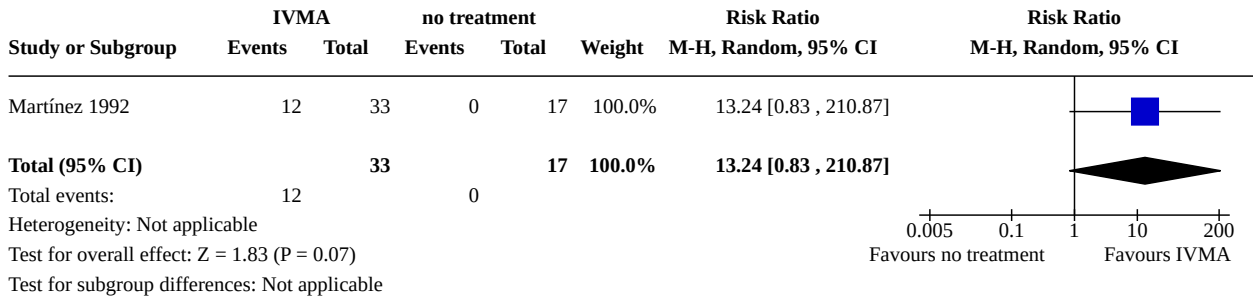 IVMA no treatment Risk Ratio Risk Ratio
Study or Subgroup Events Total Events Total Weight M-H, Random, 95% CI M-H, Random, 95% CI
Martínez 1992 12 33 0 17 100.0% 13.24 [0.83 , 210.87]
Total (95% CI) 33 17 100.0% 13.24 [0.83 , 210.87]
Total events: 12 0
Heterogeneity: Not applicable
0.005 0.1 1 10 200
Test for overall effect: Z = 1.83 (P = 0.07) Favours no treatment Favours IVMA
Test for subgroup differences: Not applicable